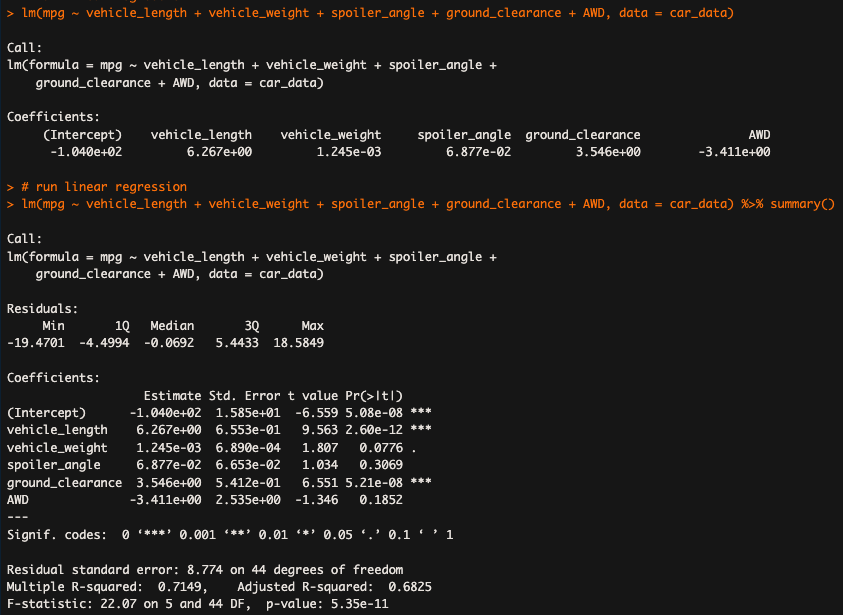 > lm(mpg ~ vehicle_length + vehicle_weight + spoiler_angle + ground_clearance + AWD, data = car_data)

Call:
lm(formula = mpg ~ vehicle_length + vehicle_weight + spoiler_angle +
    ground_clearance + AWD, data = car_data)

Coefficients:
     (Intercept)    vehicle_length    vehicle_weight     spoiler_angle  ground_clearance               AWD
      -1.040e+02         6.267e+00         1.245e-03         6.877e-02         3.546e+00        -3.411e+00

> # run linear regression
> lm(mpg ~ vehicle_length + vehicle_weight + spoiler_angle + ground_clearance + AWD, data = car_data) %>% summary()

Call:
lm(formula = mpg ~ vehicle_length + vehicle_weight + spoiler_angle +
    ground_clearance + AWD, data = car_data)

Residuals:
     Min       1Q   Median       3Q      Max
-19.4701  -4.4994  -0.0692   5.4433  18.5849

Coefficients:
                   Estimate Std. Error t value Pr(>|t|)
(Intercept)      -1.040e+02  1.585e+01  -6.559 5.08e-08 ***
vehicle_length    6.267e+00  6.553e-01   9.563 2.60e-12 ***
vehicle_weight    1.245e-03  6.890e-04   1.807   0.0776 .
spoiler_angle     6.877e-02  6.653e-02   1.034   0.3069
ground_clearance  3.546e+00  5.412e-01   6.551 5.21e-08 ***
AWD              -3.411e+00  2.535e+00  -1.346   0.1852
---
Signif. codes:  0 ‘***’ 0.001 ‘**’ 0.01 ‘*’ 0.05 ‘.’ 0.1 ‘ ’ 1

Residual standard error: 8.774 on 44 degrees of freedom
Multiple R-squared:  0.7149,    Adjusted R-squared:  0.6825
F-statistic: 22.07 on 5 and 44 DF,  p-value: 5.35e-11